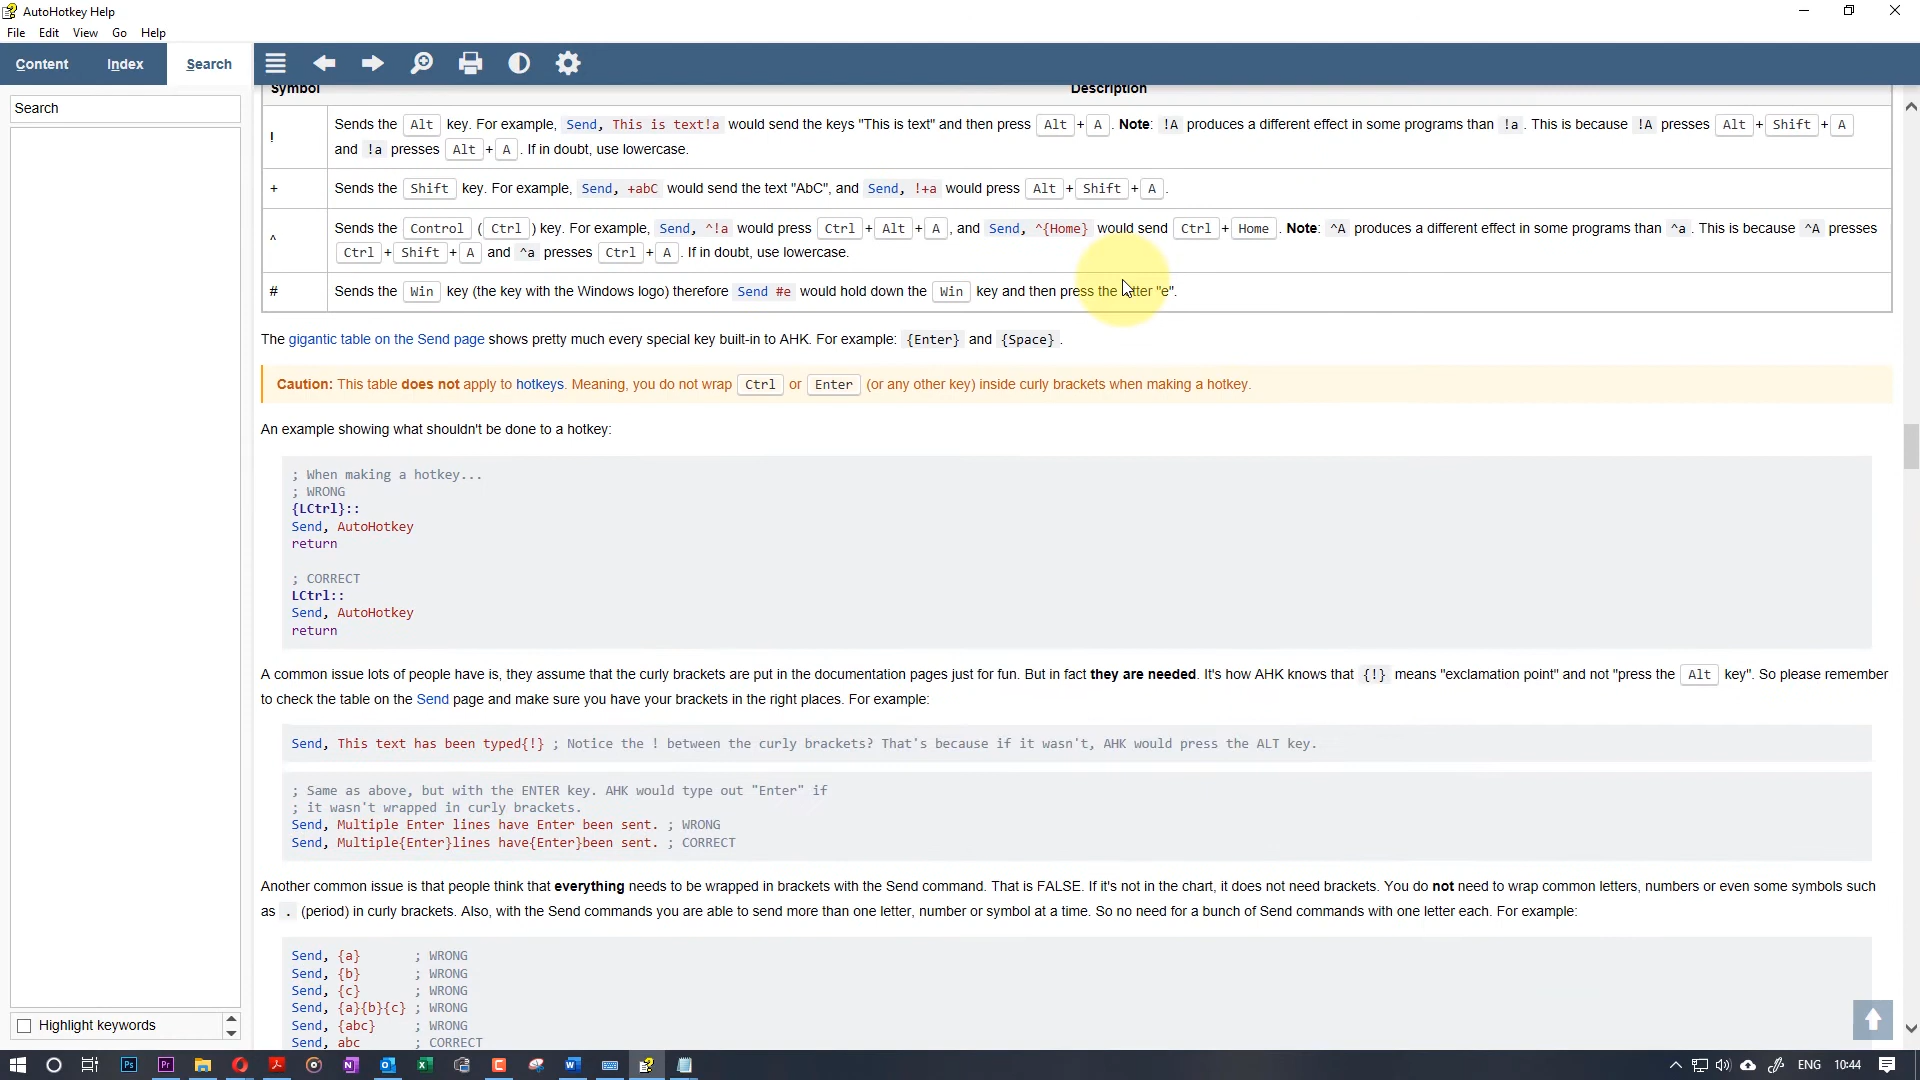 AutoHotkey Help
File Edit View Go Help
Content Index Search
Search
Symbol Description
! Sends the Alt key. For example, Send, This is text!a would send the keys "This is text" and then press Alt + A . Note: !A produces a different effect in some programs than !a. This is because !A presses Alt + Shift + A
and !a presses Alt + A . If in doubt, use lowercase.
+ Sends the Shift key. For example, Send, +abC would send the text "AbC", and Send, !+a would press Alt + Shift + A .
^ Sends the Control ( Ctrl ) key. For example, Send, ^!a would press Ctrl + Alt + A , and Send, ^{Home} would send Ctrl + Home . Note: ^A produces a different effect in some programs than ^a. This is because ^A presses
Ctrl + Shift + A and ^a presses Ctrl + A . If in doubt, use lowercase.
# Sends the Win key (the key with the Windows logo) therefore Send #e would hold down the Win key and then press the letter "e".
The gigantic table on the Send page shows pretty much every special key built-in to AHK. For example: {Enter} and {Space} .
Caution: This table does not apply to hotkeys. Meaning, you do not wrap Ctrl or Enter (or any other key) inside curly brackets when making a hotkey.
An example showing what shouldn't be done to a hotkey:
; When making a hotkey...
; WRONG
{LCtrl}::
Send, AutoHotkey
return
; CORRECT
LCtrl::
Send, AutoHotkey
return
A common issue lots of people have is, they assume that the curly brackets are put in the documentation pages just for fun. But in fact they are needed. It's how AHK knows that {!} means "exclamation point" and not "press the Alt key". So please remember
to check the table on the Send page and make sure you have your brackets in the right places. For example:
Send, This text has been typed{!} ; Notice the ! between the curly brackets? That's because if it wasn't, AHK would press the ALT key.
; Same as above, but with the ENTER key. AHK would type out "Enter" if
; it wasn't wrapped in curly brackets.
Send, Multiple Enter lines have Enter been sent. ; WRONG
Send, Multiple{Enter}lines have{Enter}been sent. ; CORRECT
Another common issue is that people think that everything needs to be wrapped in brackets with the Send command. That is FALSE. If it's not in the chart, it does not need brackets. You do not need to wrap common letters, numbers or even some symbols such
as . (period) in curly brackets. Also, with the Send commands you are able to send more than one letter, number or symbol at a time. So no need for a bunch of Send commands with one letter each. For example:
Send, {a} ; WRONG
Send, {b} ; WRONG
Send, {c} ; WRONG
Send, {a}{b}{c} ; WRONG
Send, {abc} ; WRONG
Send, abc ; CORRECT
Highlight keywords
Ps Pr N W ENG 10:44